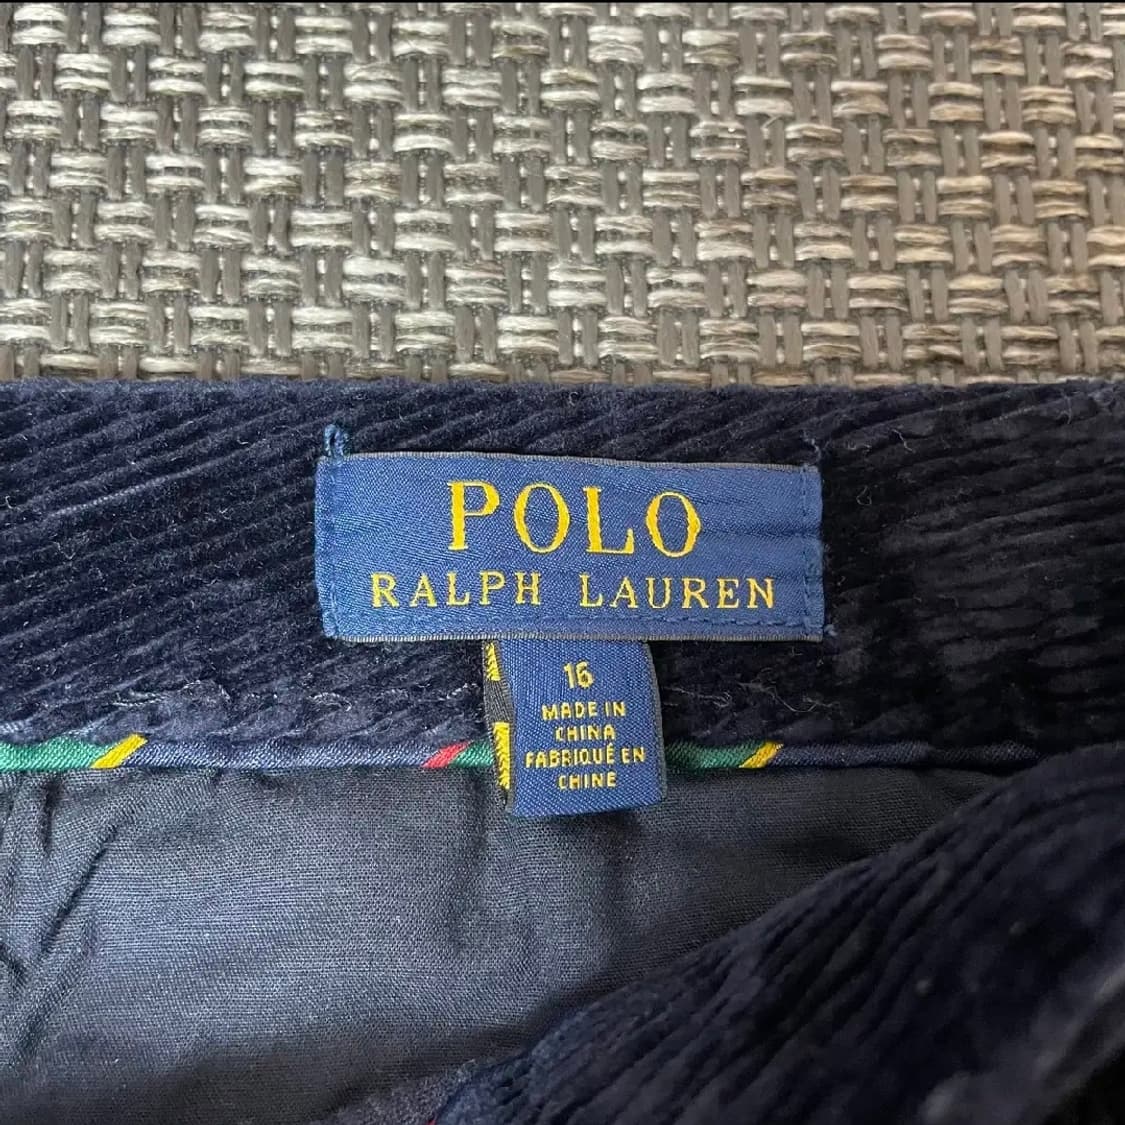 POLO
RALPH LAUREN
16
MADE IN
CHINA
FABRIQUÉ EN
CHINE